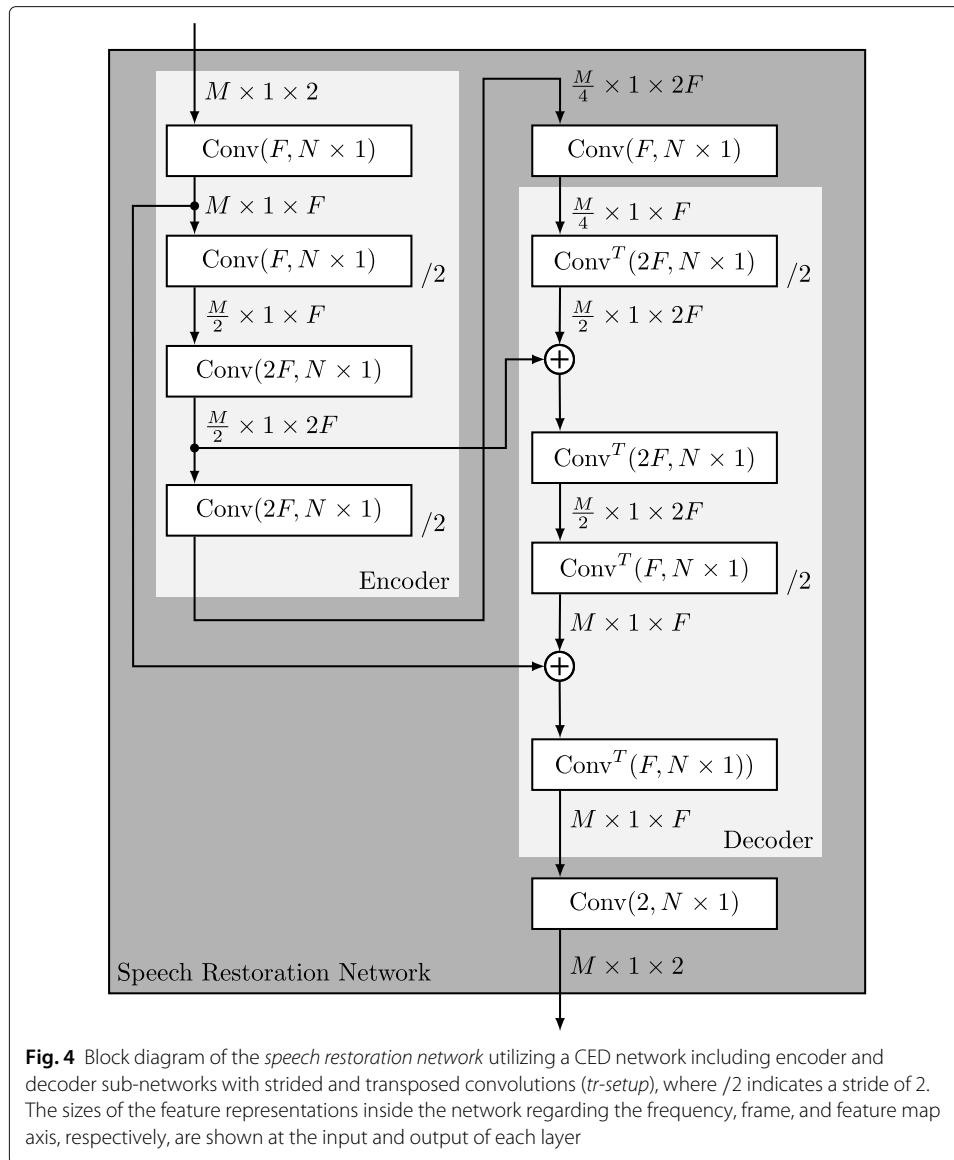 M × 1 × 2
Conv(F, N × 1)
M × 1 × F
Conv(F, N × 1)
/2
M/2 × 1 × F
Conv(2F, N × 1)
M/2 × 1 × 2F
Conv(2F, N × 1)
/2
Encoder
M/4 × 1 × 2F
Conv(F, N × 1)
M/4 × 1 × F
Conv^T(2F, N × 1)
/2
M/2 × 1 × 2F
+
Conv^T(2F, N × 1)
M/2 × 1 × 2F
Conv^T(F, N × 1)
/2
M × 1 × F
+
Conv^T(F, N × 1))
M × 1 × F
Decoder
Conv(2, N × 1)
M × 1 × 2
Speech Restoration Network
Fig. 4 Block diagram of the speech restoration network utilizing a CED network including encoder and
decoder sub-networks with strided and transposed convolutions (tr-setup), where /2 indicates a stride of 2.
The sizes of the feature representations inside the network regarding the frequency, frame, and feature map
axis, respectively, are shown at the input and output of each layer